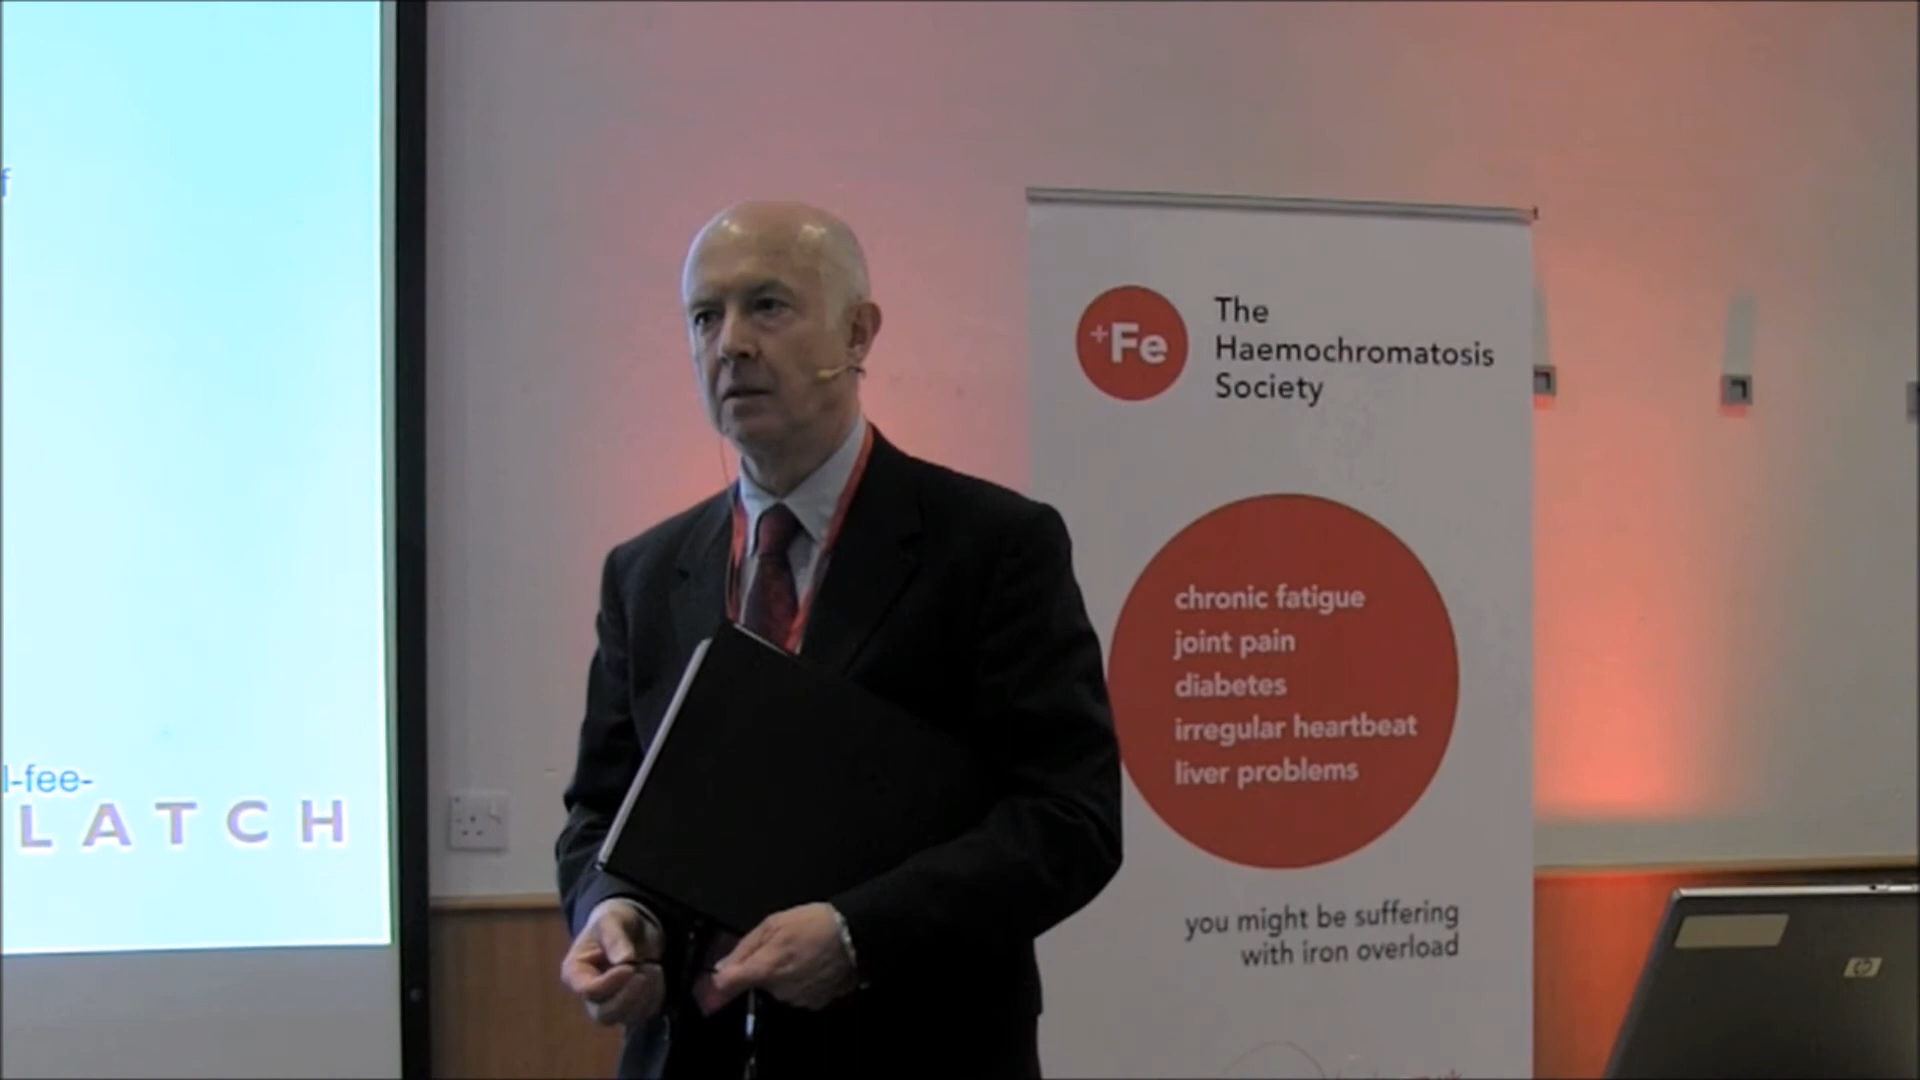 f
l-fee-
LATCH
+Fe
The
Haemochromatosis
Society
chronic fatigue
joint pain
diabetes
irregular heartbeat
liver problems
you might be suffering
with iron overload
hp